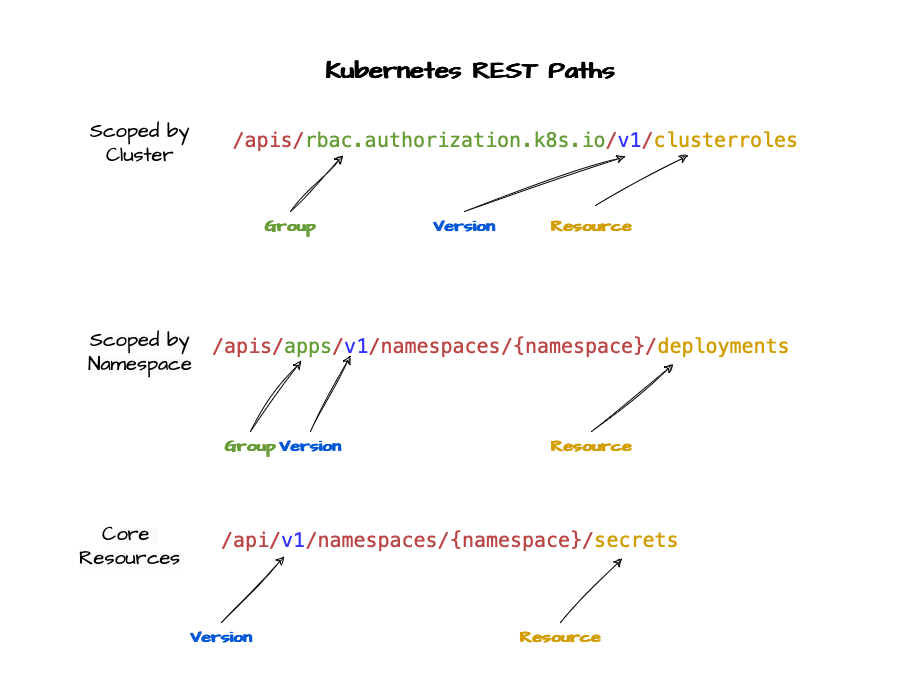 Kubernetes REST Paths
Scoped by
Cluster
/apis/rbac.authorization.k8s.io/v1/clusterroles
Group
Version
Resource
Scoped by
Namespace
/apis/apps/v1/namespaces/{namespace}/deployments
Group
Version
Resource
Core
Resources
/api/v1/namespaces/{namespace}/secrets
Version
Resource